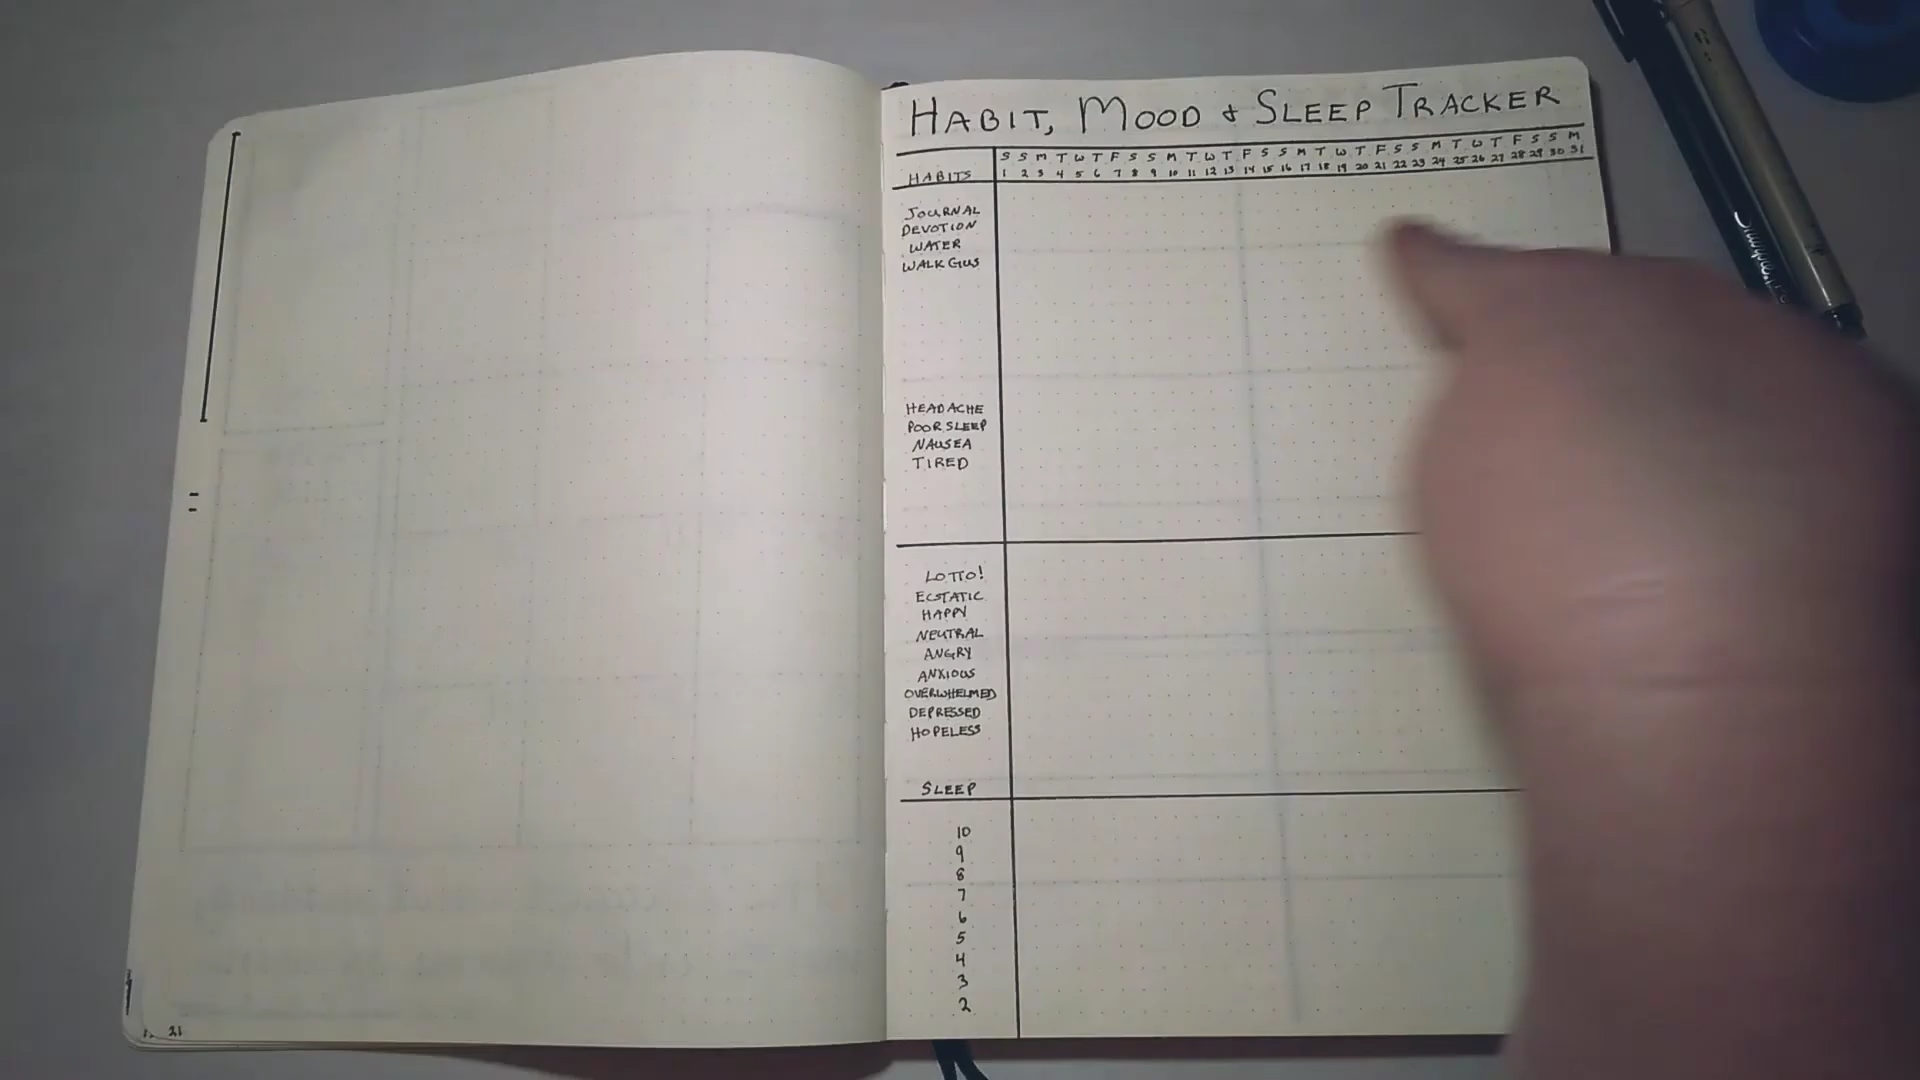 HABIT, MOOD & SLEEP TRACKER
S S M T W T F S S M T W T F S S M T W T F S S M T W T F S S M
HABITS 1 2 3 4 5 6 7 8 9 10 11 12 13 14 15 16 17 18 19 20 21 22 23 24 25 26 27 28 29 30 31
JOURNAL
DEVOTION
WATER
WALK GUS
HEADACHE
POOR SLEEP
NAUSEA
TIRED
LOTTO!
ECSTATIC
HAPPY
NEUTRAL
ANGRY
ANXIOUS
OVERWHELMED
DEPRESSED
HOPELESS
SLEEP
10
9
8
7
6
5
4
3
2
21